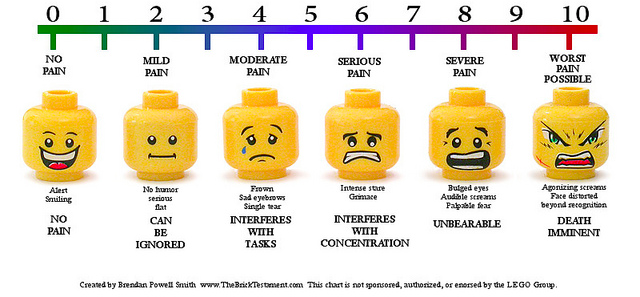 0 1 2 3 4 5 6 7 8 9 10
NO
PAIN
MILD
PAIN
MODERATE
PAIN
SERIOUS
PAIN
SEVERE
PAIN
WORST
PAIN
POSSIBLE
Alert
Smiling
No humor
serious
flat
Frown
Sad eyebrows
Single tear
Intense stare
Grimace
Bulged eyes
Audible screams
Palpable fear
Agonizing screams
Face distorted
beyond recognition
NO
PAIN
CAN
BE
IGNORED
INTERFERES
WITH
TASKS
INTERFERES
WITH
CONCENTRATION
UNBEARABLE
DEATH
IMMINENT
Created by Brendan Powell Smith www.TheBrickTestament.com This chart is not sponsored, authorized, or enorsed by the LEGO Group.